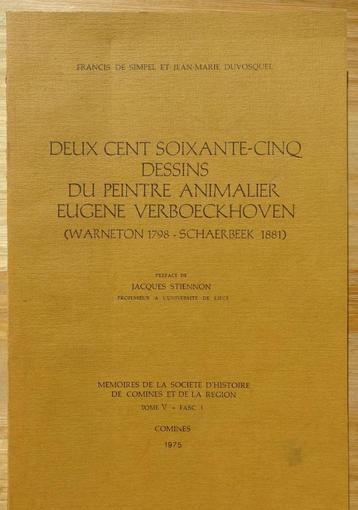 FRANCIS DE SIMPEL ET JEAN-MARIE DUVOSQUEL
DEUX CENT SOIXANTE-CINQ
DESSINS
DU PEINTRE ANIMALIER
EUGENE VERBOECKHOVEN
(WARNETON 1798 - SCHAERBEEK 1881)
PREFACE DE
JACQUES STIENNON
PROFESSEUR A L'UNIVERSITE DE LIEGE
MEMOIRES DE LA SOCIETE D'HISTOIRE
DE COMINES ET DE LA REGION
TOME V - FASC 1
COMINES
1975